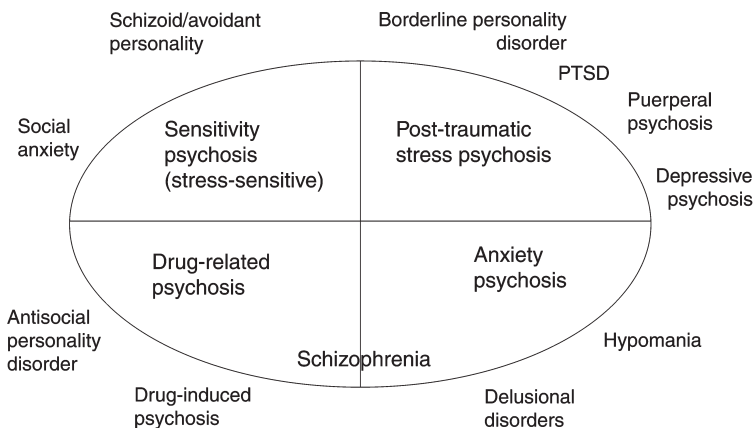 Schizoid/avoidant
personality
Borderline personality
disorder
PTSD
Puerperal
psychosis
Social
anxiety
Sensitivity
psychosis
(stress-sensitive)
Post-traumatic
stress psychosis
Depressive
psychosis
Drug-related
psychosis
Anxiety
psychosis
Antisocial
personality
disorder
Schizophrenia
Hypomania
Drug-induced
psychosis
Delusional
disorders